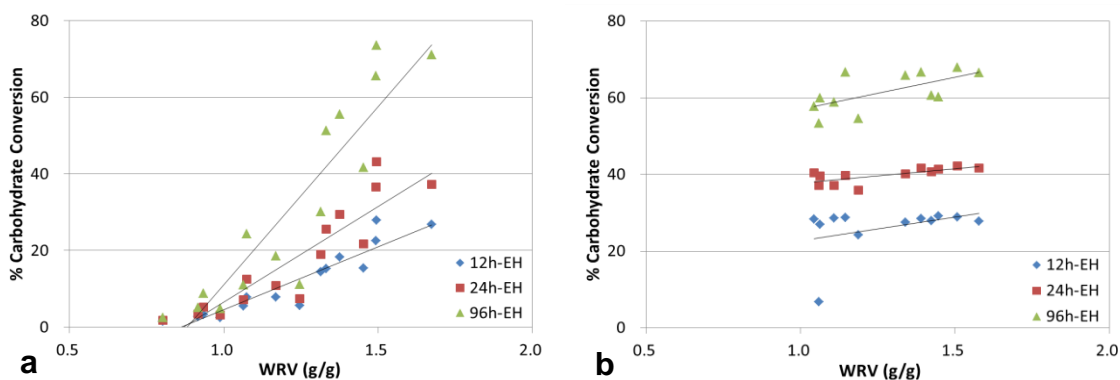 80
60
40
20
0
% Carbohydrate Conversion
0.5
1.0
1.5
2.0
WRV (g/g)
12h-EH
24h-EH
96h-EH
a
80
60
40
20
0
% Carbohydrate Conversion
0.5
1.0
1.5
2.0
WRV (g/g)
12h-EH
24h-EH
96h-EH
b